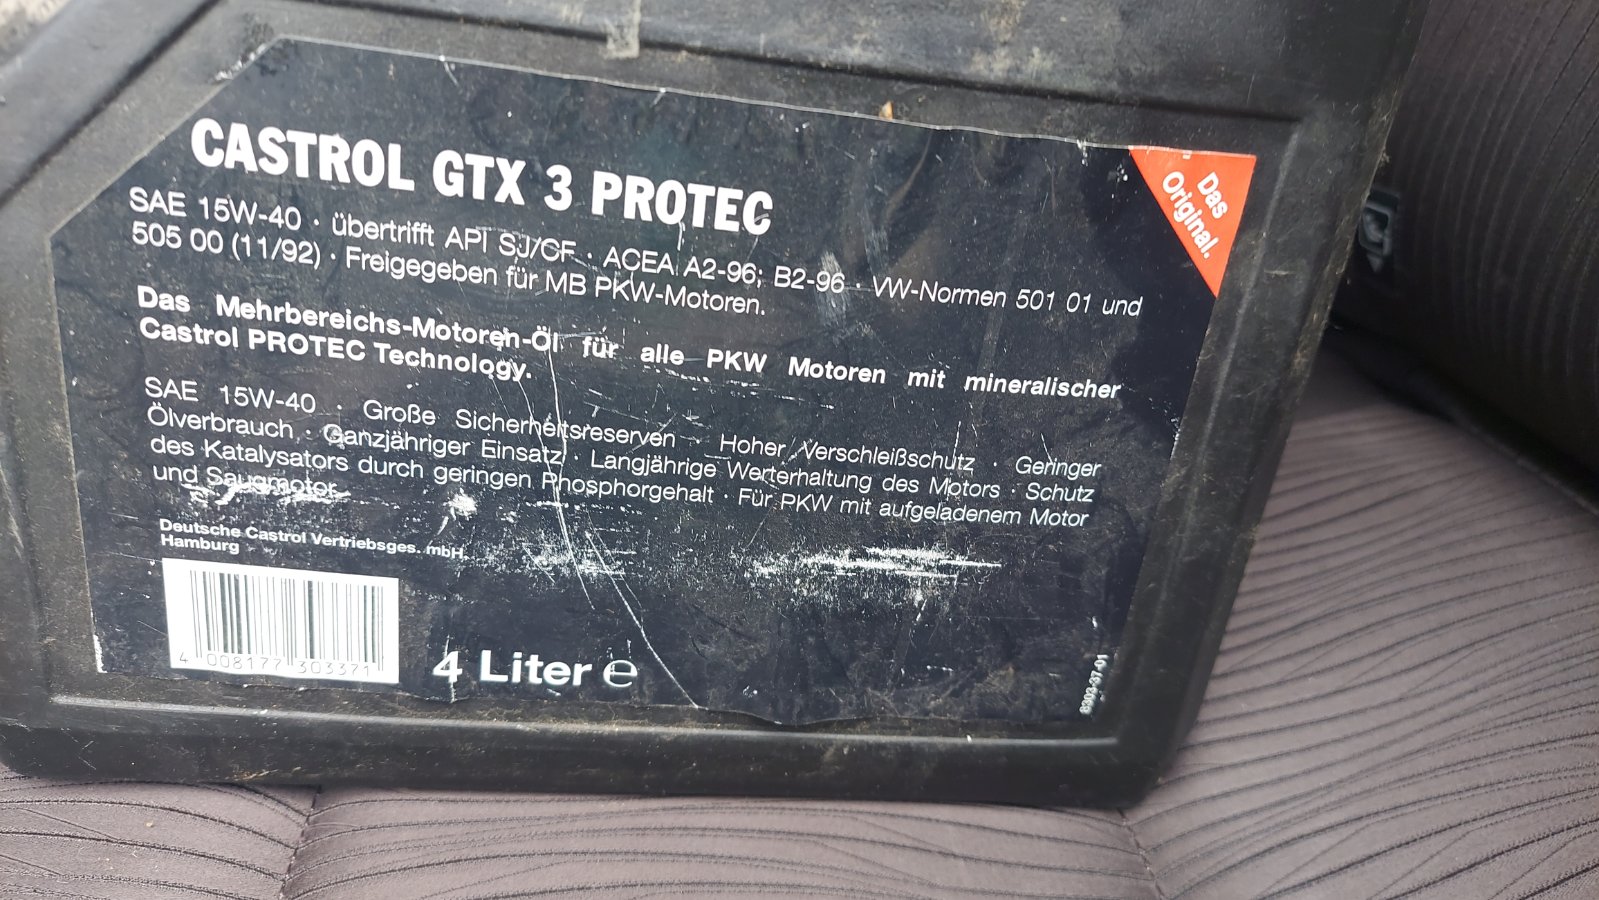 CASTROL GTX 3 PROTEC
SAE 15W-40 · übertrifft API SJ/CF · ACEA A2-96; B2-96 · VW-Normen 501 01 und
505 00 (11/92) · Freigegeben für MB PKW-Motoren.
Das Mehrbereichs-Motoren-Öl für alle PKW Motoren mit mineralischer
Castrol PROTEC Technology.
SAE 15W-40 · Große Sicherheitsreserven · Hoher Verschleißschutz · Geringer
Ölverbrauch · Ganzjähriger Einsatz · Langjährige Werterhaltung des Motors · Schutz
des Katalysators durch geringen Phosphorgehalt · Für PKW mit aufgeladenem Motor
und Saugmotor
Deutsche Castrol Vertriebsges. mbH,
Hamburg
4 008177 303371
4 Liter ℮
8303-37-01
Das
Original.